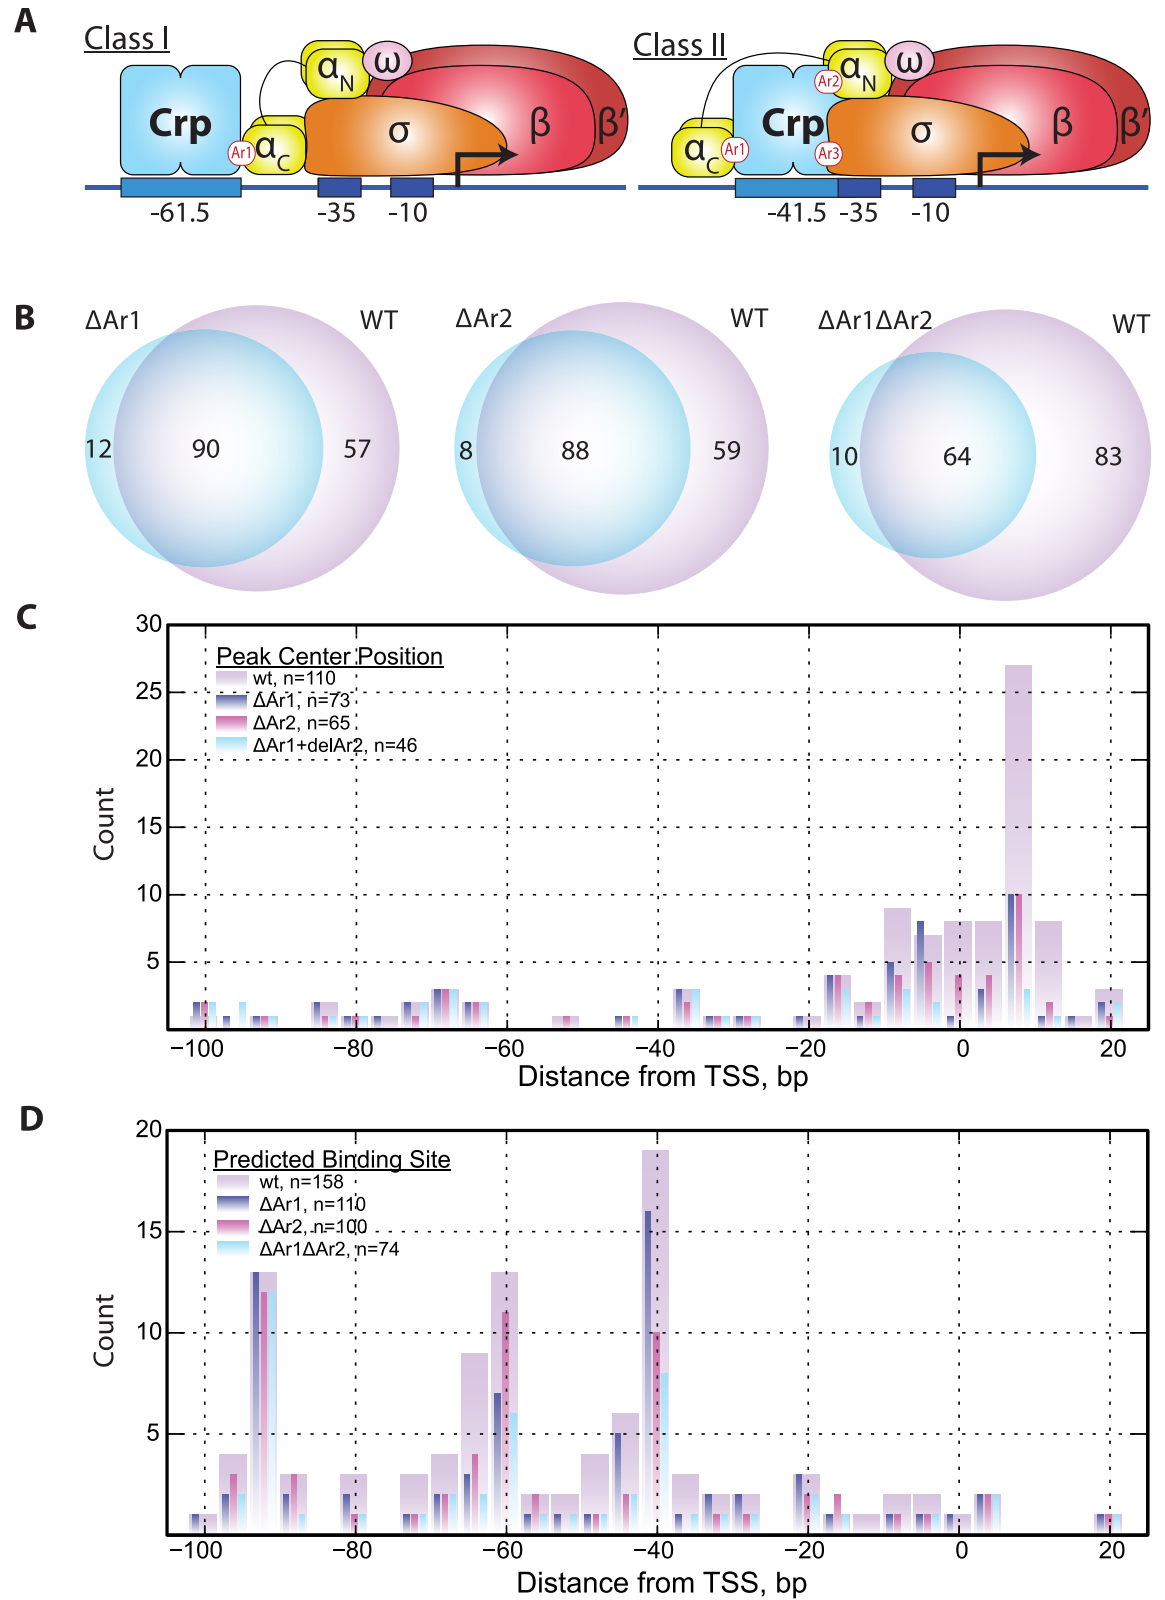 A
Class I
Crp
Ar1
αC
αN
ω
σ
β
β'
-61.5
-35
-10
Class II
αC
Ar1
Crp
Ar2
Ar3
αN
ω
σ
β
β'
-41.5
-35
-10
B
ΔAr1
WT
12
90
57
ΔAr2
WT
8
88
59
ΔAr1ΔAr2
WT
10
64
83
C
Peak Center Position
wt, n=110
ΔAr1, n=73
ΔAr2, n=65
ΔAr1+delAr2, n=46
30
25
20
15
10
5
Count
−100
−80
−60
−40
−20
0
20
Distance from TSS, bp
D
Predicted Binding Site
wt, n=158
ΔAr1, n=110
ΔAr2, n=100
ΔAr1ΔAr2, n=74
20
15
10
5
Count
−100
−80
−60
−40
−20
0
20
Distance from TSS, bp